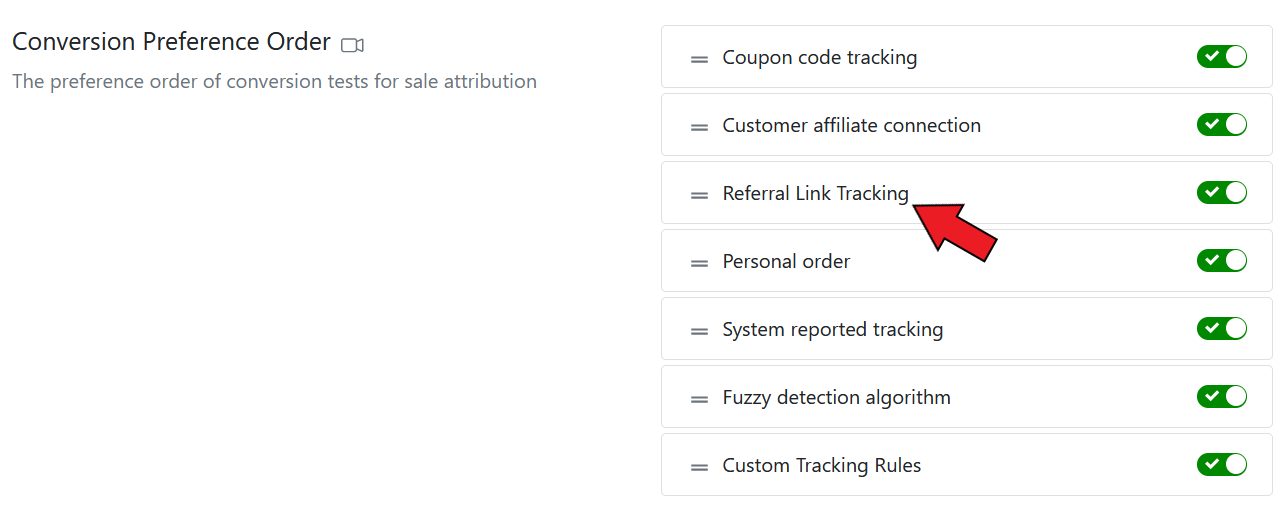 Conversion Preference Order
The preference order of conversion tests for sale attribution
Coupon code tracking
Customer affiliate connection
Referral Link Tracking
Personal order
System reported tracking
Fuzzy detection algorithm
Custom Tracking Rules